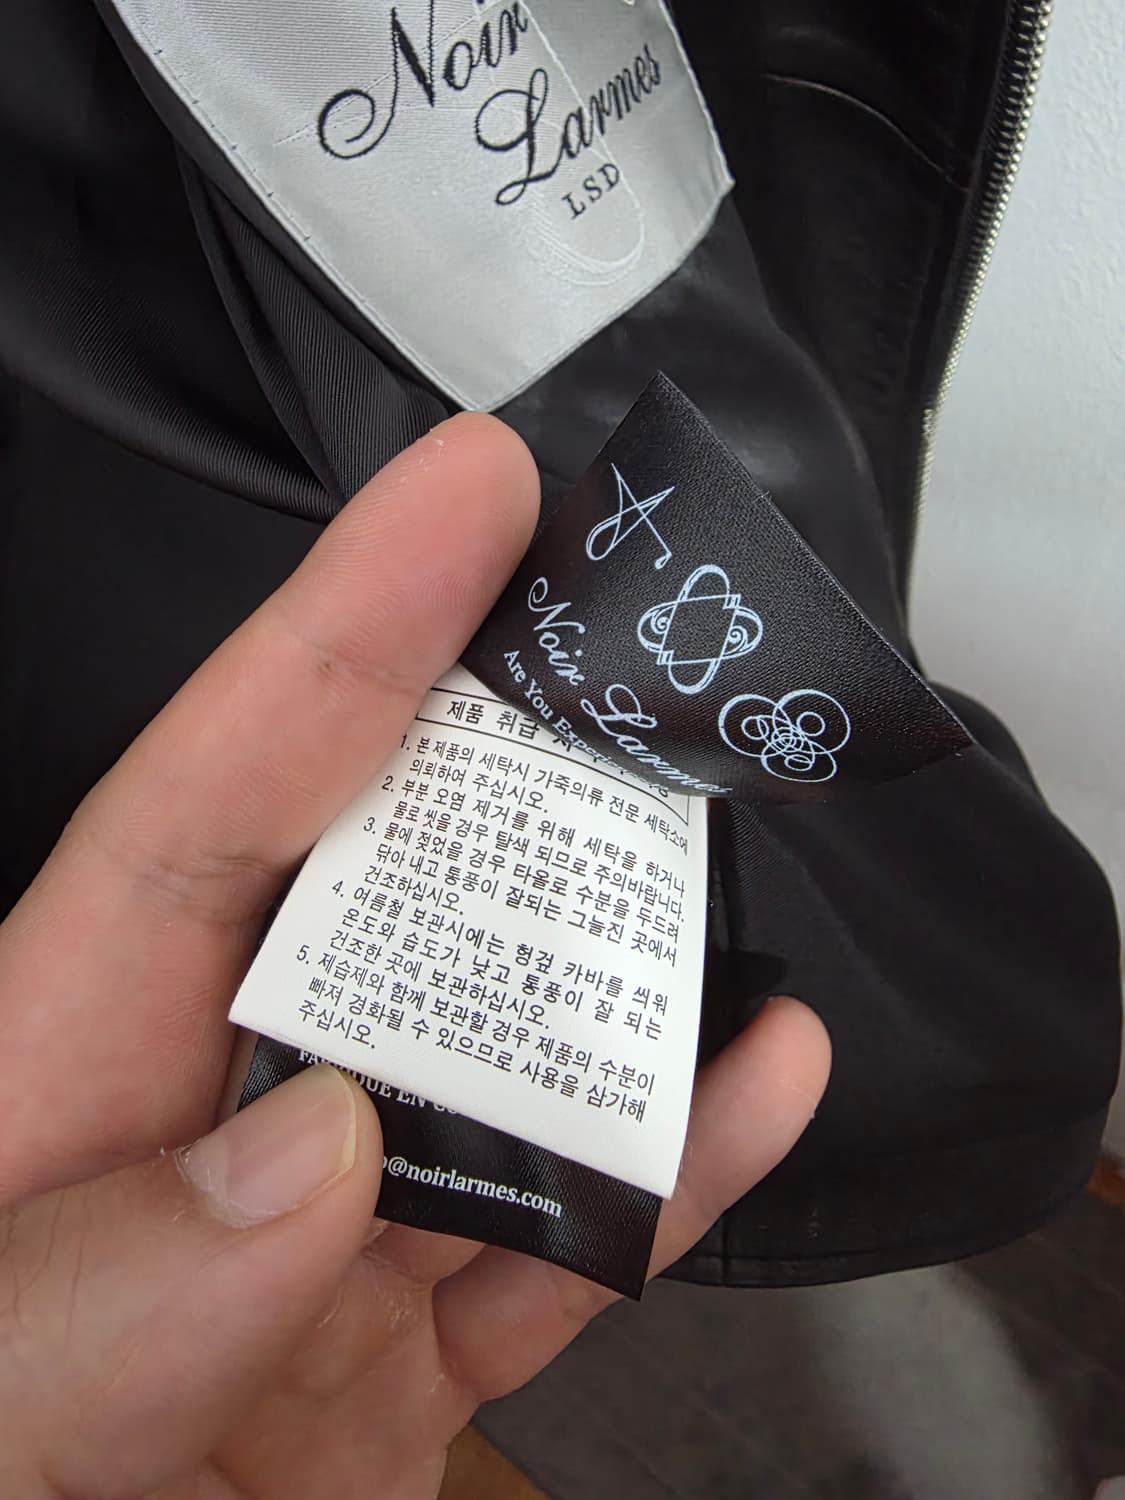 Noir
Larmes
LSD
Noir Larmes
Are You
제품 취급
1. 본 제품의 세탁시 가죽의류 전문 세탁소에
의뢰하여 주십시오.
2. 부분 오염 제거를 위해 세탁을 하거나
물로 씻을 경우 탈색 되므로 주의바랍니다.
3. 물에 젖었을 경우 타올로 수분을 두드려
닦아 내고 통풍이 잘되는 그늘진 곳에서
건조하십시오.
4. 여름철 보관시에는 헝겊 카바를 씌워
온도와 습도가 낮고 통풍이 잘 되는
건조한 곳에 보관하십시오.
5. 제습제와 함께 보관할 경우 제품의 수분이
빠져 경화될 수 있으므로 사용을 삼가해
주십시오.
EN
@noirlarmes.com